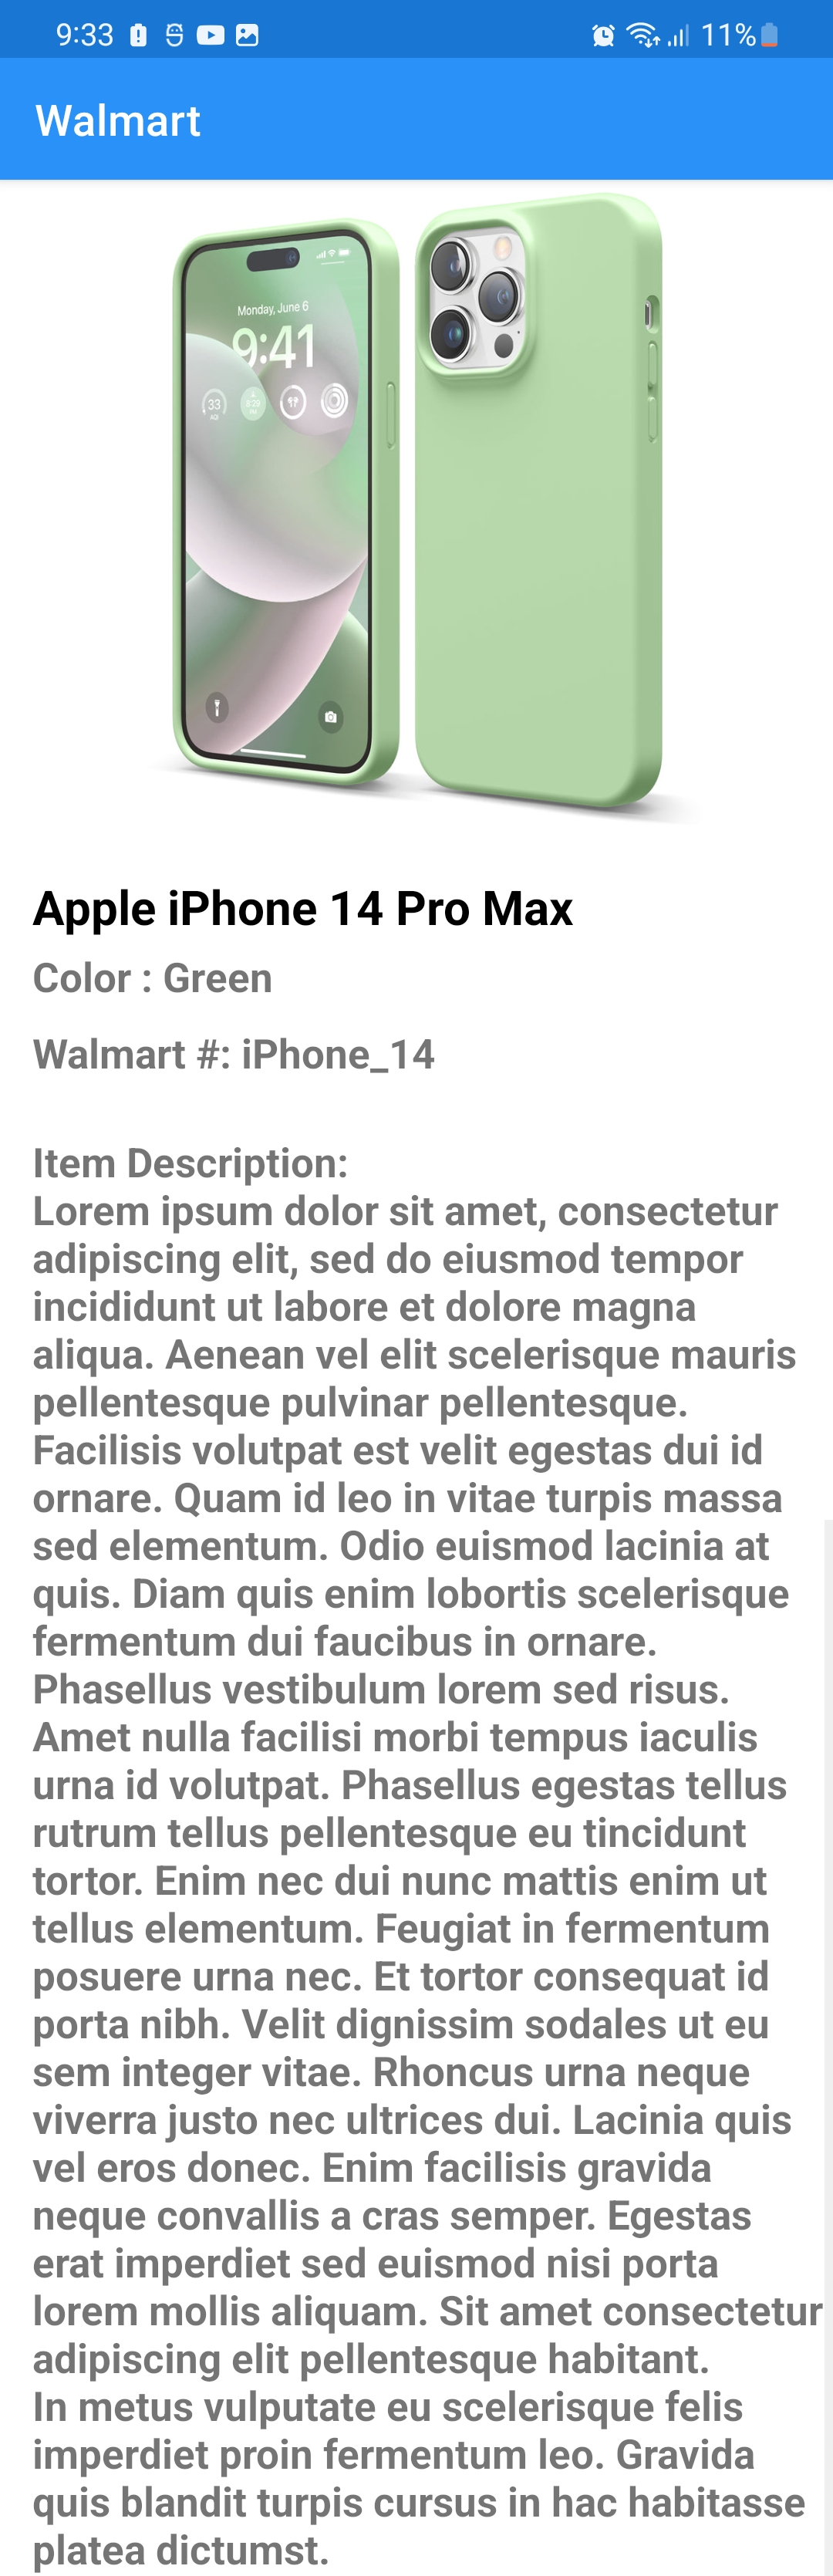 9:33
11%
Walmart
Monday, June 6
9:41
33
AQI
8:29
PM
Apple iPhone 14 Pro Max
Color : Green
Walmart #: iPhone_14
Item Description:
Lorem ipsum dolor sit amet, consectetur
adipiscing elit, sed do eiusmod tempor
incididunt ut labore et dolore magna
aliqua. Aenean vel elit scelerisque mauris
pellentesque pulvinar pellentesque.
Facilisis volutpat est velit egestas dui id
ornare. Quam id leo in vitae turpis massa
sed elementum. Odio euismod lacinia at
quis. Diam quis enim lobortis scelerisque
fermentum dui faucibus in ornare.
Phasellus vestibulum lorem sed risus.
Amet nulla facilisi morbi tempus iaculis
urna id volutpat. Phasellus egestas tellus
rutrum tellus pellentesque eu tincidunt
tortor. Enim nec dui nunc mattis enim ut
tellus elementum. Feugiat in fermentum
posuere urna nec. Et tortor consequat id
porta nibh. Velit dignissim sodales ut eu
sem integer vitae. Rhoncus urna neque
viverra justo nec ultrices dui. Lacinia quis
vel eros donec. Enim facilisis gravida
neque convallis a cras semper. Egestas
erat imperdiet sed euismod nisi porta
lorem mollis aliquam. Sit amet consectetur
adipiscing elit pellentesque habitant.
In metus vulputate eu scelerisque felis
imperdiet proin fermentum leo. Gravida
quis blandit turpis cursus in hac habitasse
platea dictumst.